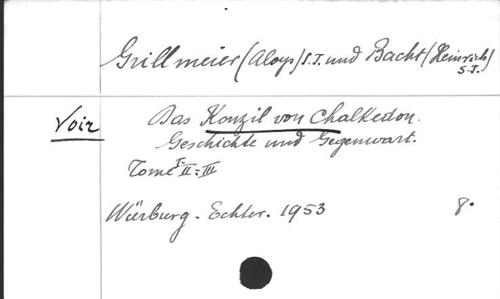 Grillmeier (Aloys) S.J. und Bacht (Heinrich) S.J.
Voir
Das Konzil von Chalkedon.
Geschichte und Gegenwart.
Tome I-II-III
Würburg. Echter. 1953 8°